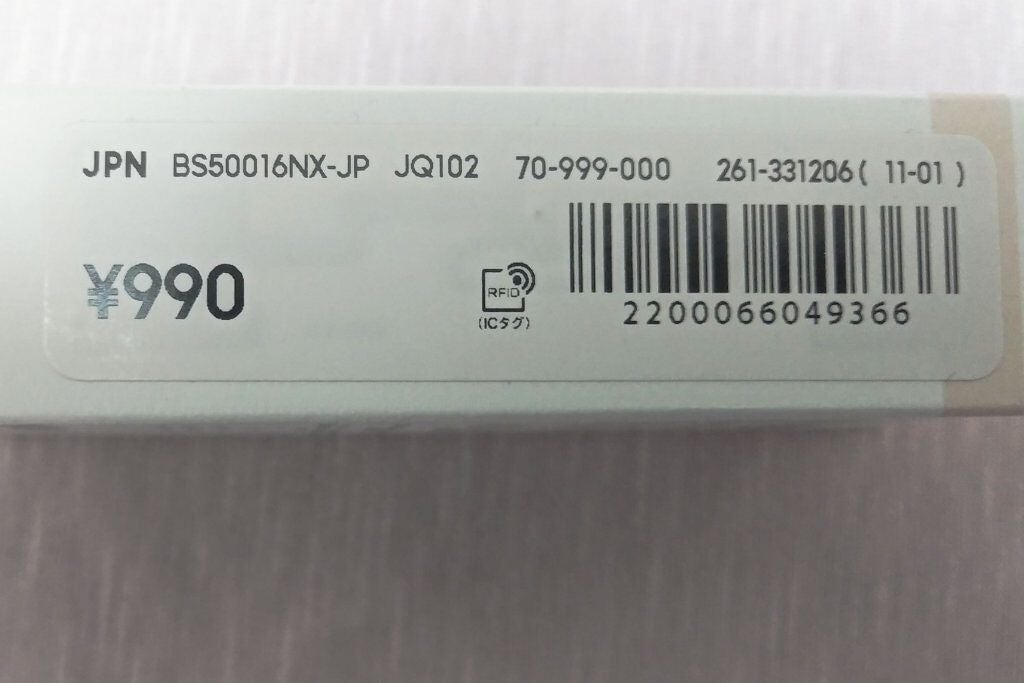 JPN BS50016NX-JP JQ102 70-999-000 261-331206( 11-01 )
¥990
RFID
(ICタグ)
2200066049366